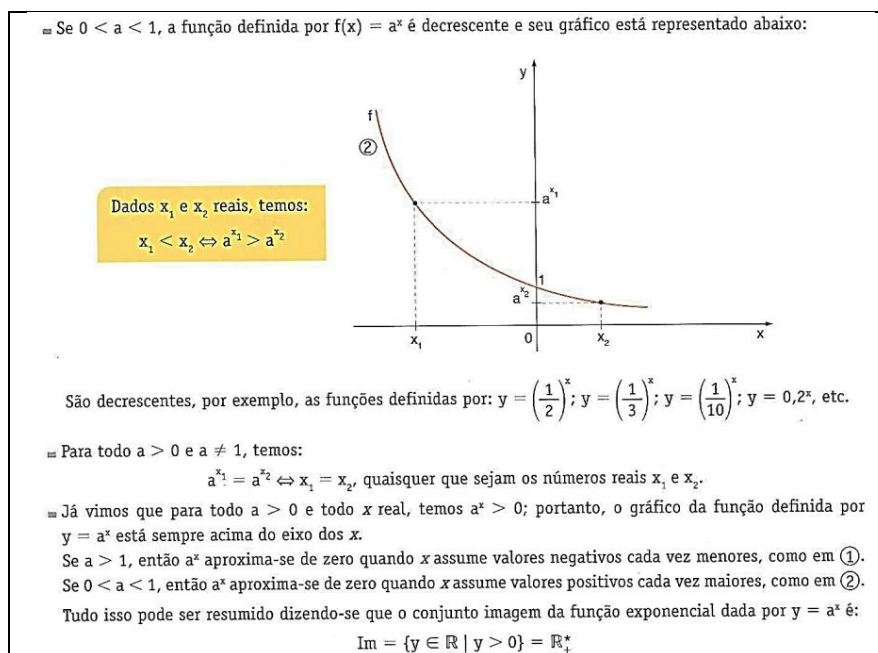 Se 0 < a < 1, a função definida por f(x) = aˣ é decrescente e seu gráfico está representado abaixo:
y
f
②
a^x₁
Dados x₁ e x₂ reais, temos:
x₁ < x₂ ⇔ a^x₁ > a^x₂
1
a^x₂
x₁
0
x₂
x
São decrescentes, por exemplo, as funções definidas por: y = (1/2)ˣ; y = (1/3)ˣ; y = (1/10)ˣ; y = 0,2ˣ, etc.
Para todo a > 0 e a ≠ 1, temos:
a^x₁ = a^x₂ ⇔ x₁ = x₂, quaisquer que sejam os números reais x₁ e x₂.
Já vimos que para todo a > 0 e todo x real, temos aˣ > 0; portanto, o gráfico da função definida por
y = aˣ está sempre acima do eixo dos x.
Se a > 1, então aˣ aproxima-se de zero quando x assume valores negativos cada vez menores, como em ①.
Se 0 < a < 1, então aˣ aproxima-se de zero quando x assume valores positivos cada vez maiores, como em ②.
Tudo isso pode ser resumido dizendo-se que o conjunto imagem da função exponencial dada por y = aˣ é:
Im = {y ∈ ℝ | y > 0} = ℝ₊*